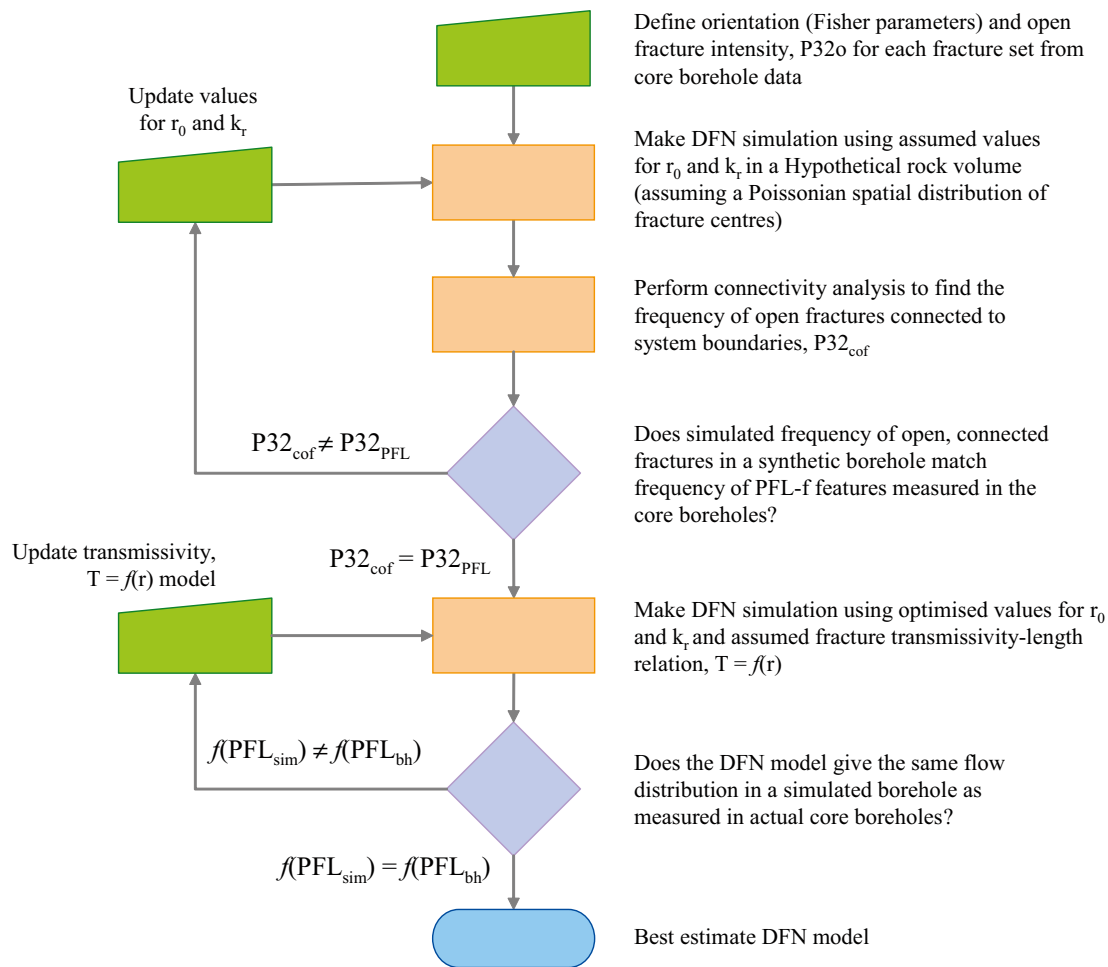 Define orientation (Fisher parameters) and open
fracture intensity, P32o for each fracture set from
core borehole data
Update values
for r₀ and kᵣ
Make DFN simulation using assumed values
for r₀ and kᵣ in a Hypothetical rock volume
(assuming a Poissonian spatial distribution of
fracture centres)
Perform connectivity analysis to find the
frequency of open fractures connected to
system boundaries, P32cof
P32cof ≠ P32PFL
Does simulated frequency of open, connected
fractures in a synthetic borehole match
frequency of PFL-f features measured in the
core boreholes?
P32cof = P32PFL
Update transmissivity,
T = f(r) model
Make DFN simulation using optimised values for r₀
and kᵣ and assumed fracture transmissivity-length
relation, T = f(r)
f(PFLsim) ≠ f(PFLbh)
Does the DFN model give the same flow
distribution in a simulated borehole as
measured in actual core boreholes?
f(PFLsim) = f(PFLbh)
Best estimate DFN model